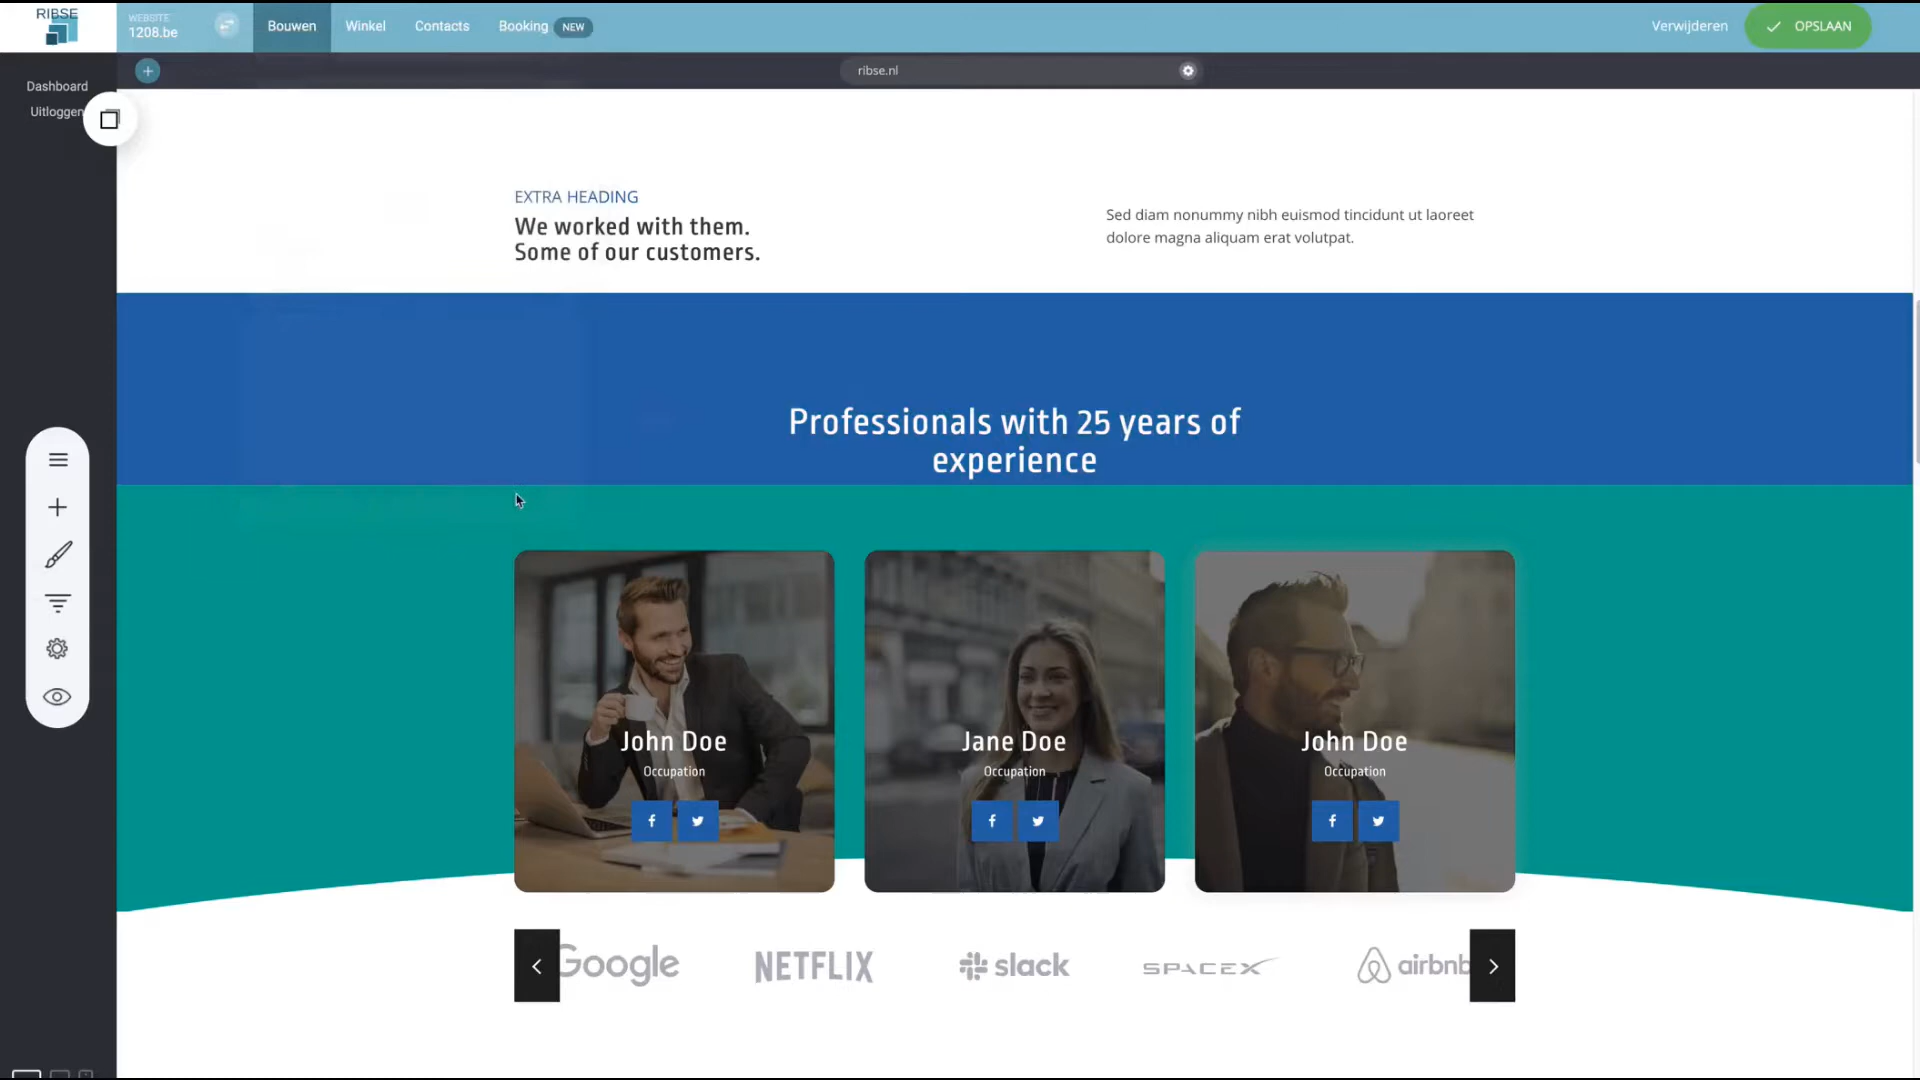 RIBSE
WEBSITE
1208.be
Bouwen
Winkel
Contacts
Booking
NEW
Verwijderen
OPSLAAN
Dashboard
Uitloggen
ribse.nl
EXTRA HEADING
We worked with them.
Some of our customers.
Sed diam nonummy nibh euismod tincidunt ut laoreet
dolore magna aliquam erat volutpat.
Professionals with 25 years of
experience
John Doe
Occupation
Jane Doe
Occupation
John Doe
Occupation
Google
NETFLIX
slack
SPACEX
airbnb